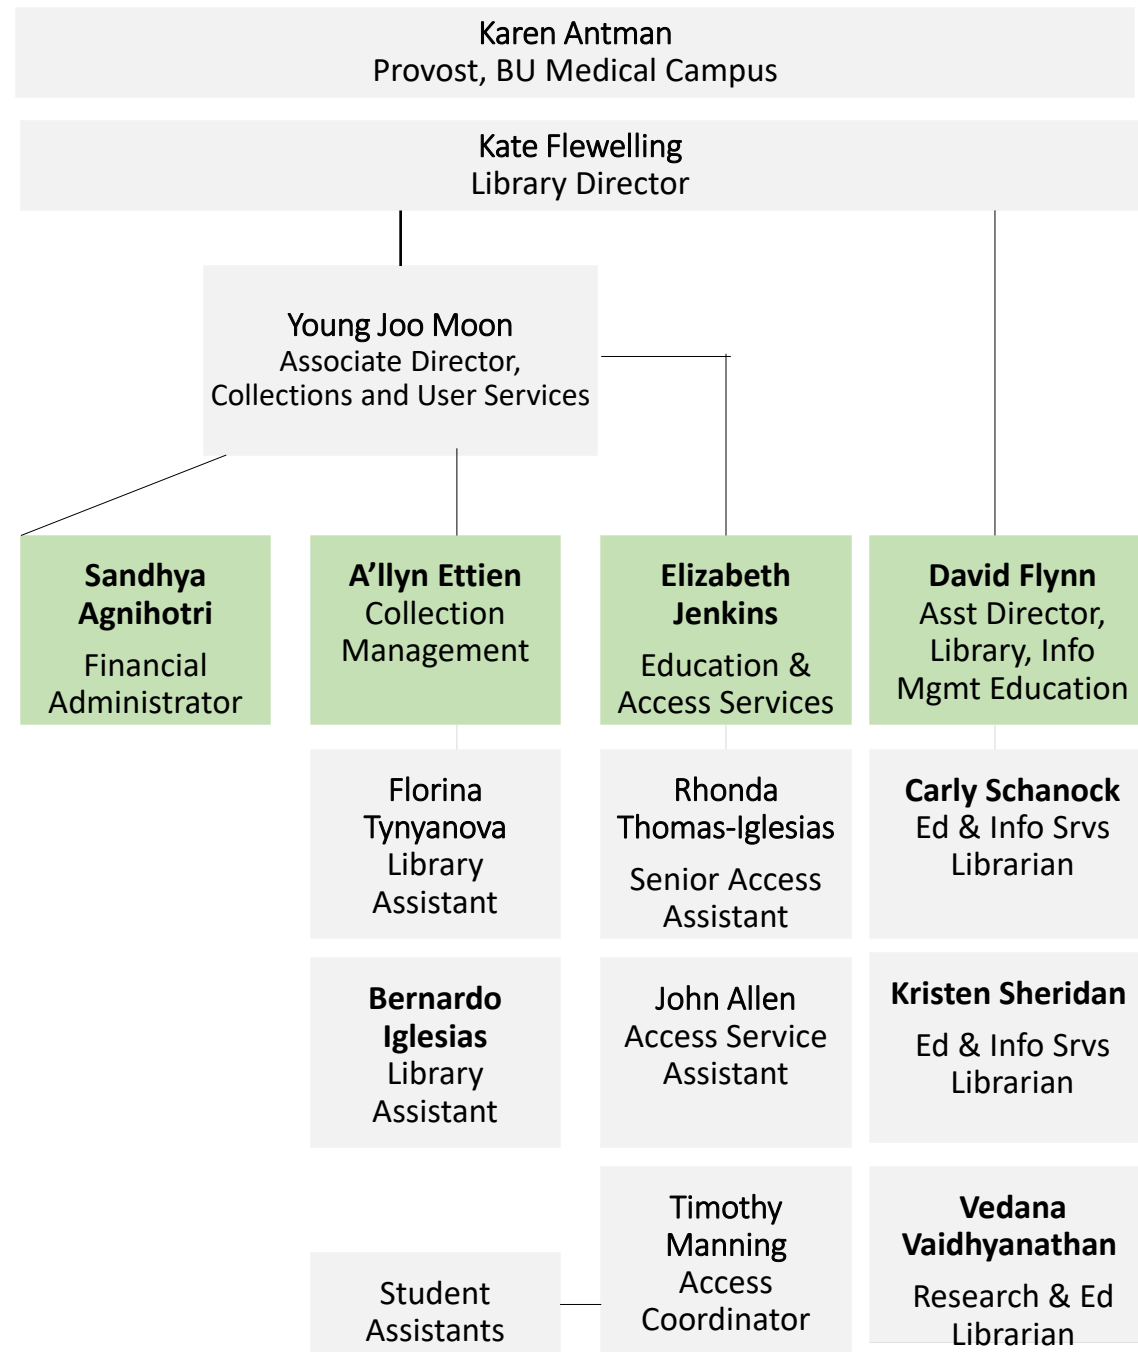 Karen Antman
Provost, BU Medical Campus
Kate Flewelling
Library Director
Young Joo Moon
Associate Director,
Collections and User Services
Sandhya
Agnihotri
Financial
Administrator
A’llyn Ettien
Collection
Management
Elizabeth
Jenkins
Education &
Access Services
David Flynn
Asst Director,
Library, Info
Mgmt Education
Florina
Tynyanova
Library
Assistant
Rhonda
Thomas-Iglesias
Senior Access
Assistant
Carly Schanock
Ed & Info Srvs
Librarian
Bernardo
Iglesias
Library
Assistant
John Allen
Access Service
Assistant
Kristen Sheridan
Ed & Info Srvs
Librarian
Student
Assistants
Timothy
Manning
Access
Coordinator
Vedana
Vaidhyanathan
Research & Ed
Librarian